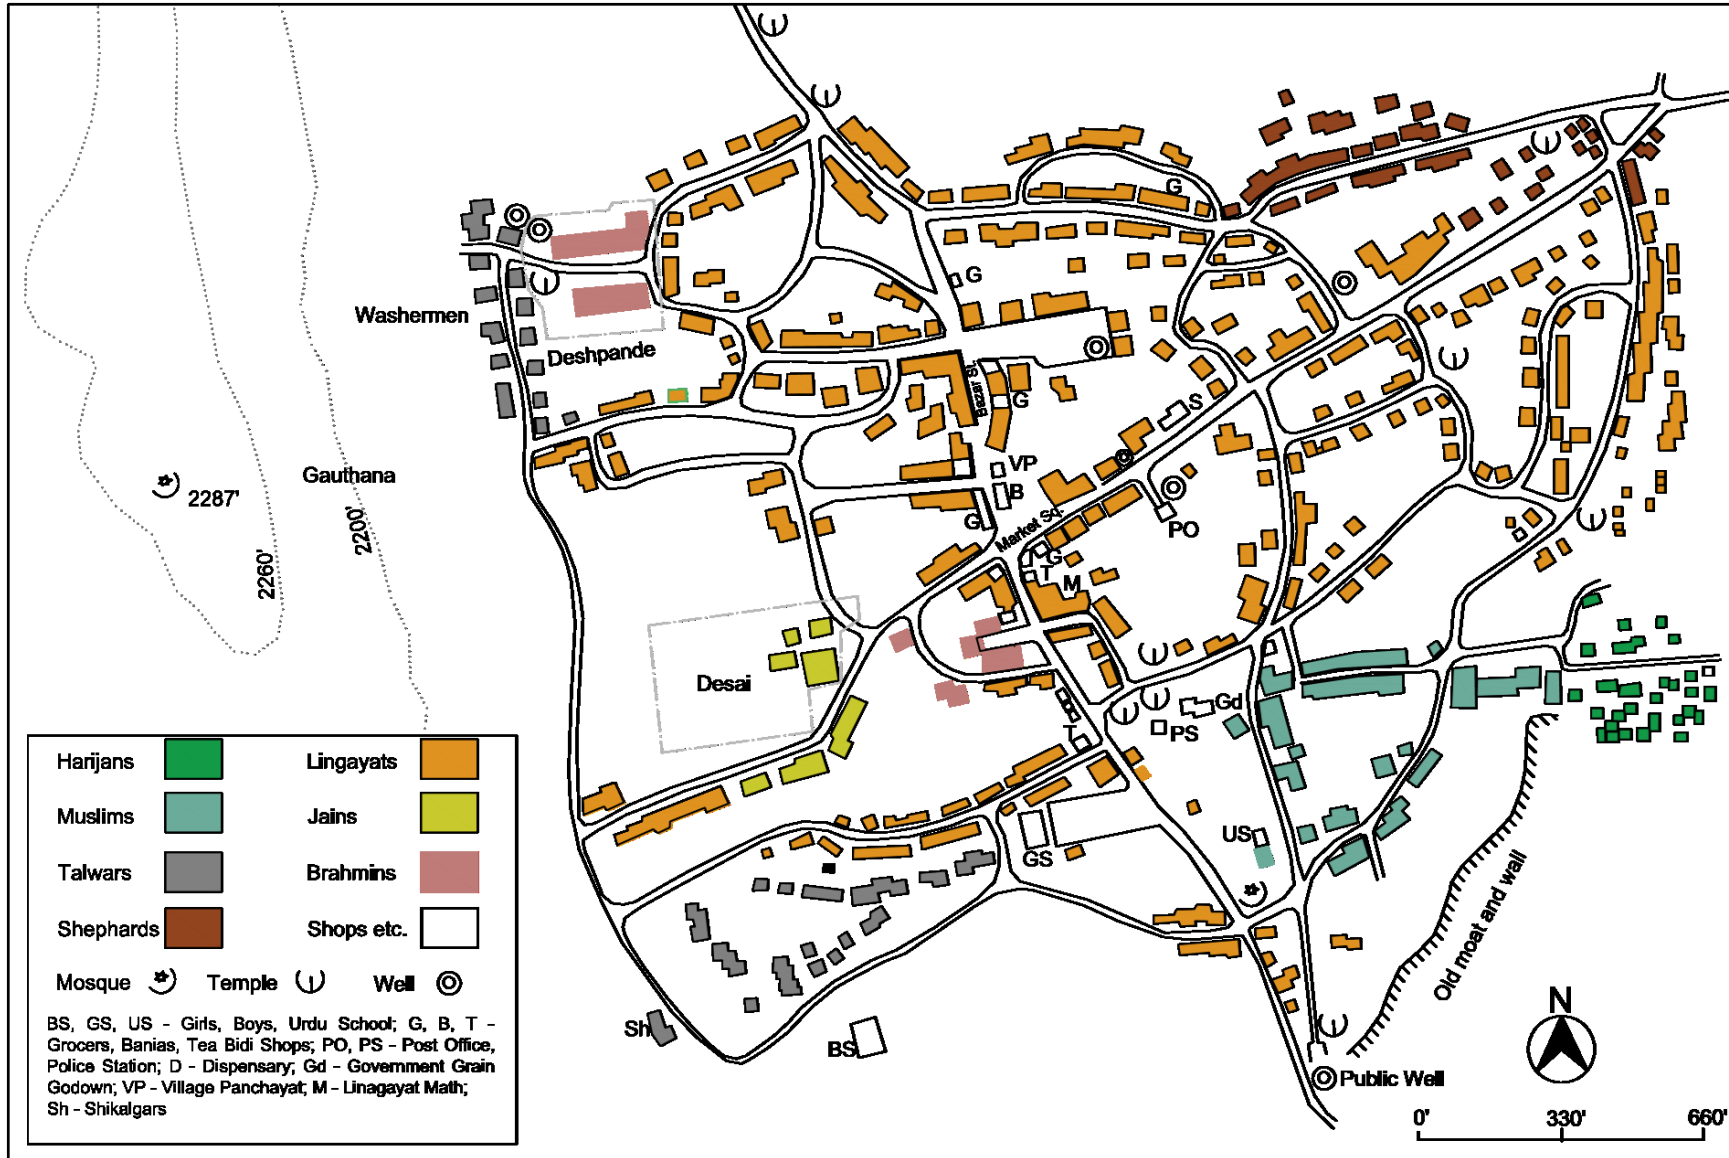 G
G
Washermen
Deshpande
Bazar St.
G
S
VP
Gauthana
2287'
B
G
Market Sq.
PO
2200'
2260'
G
T
M
Desai
Gd
PS
T
US
GS
Sh
BS
Old moat and wall
Public Well
N
0' 330' 660'
Harijans Lingayats
Muslims Jains
Talwars Brahmins
Shephards Shops etc.
Mosque Temple Well
BS, GS, US - Girls, Boys, Urdu School; G, B, T -
Grocers, Banias, Tea Bidi Shops; PO, PS - Post Office,
Police Station; D - Dispensary; Gd - Government Grain
Godown; VP - Village Panchayat; M - Linagayat Math;
Sh - Shikalgars